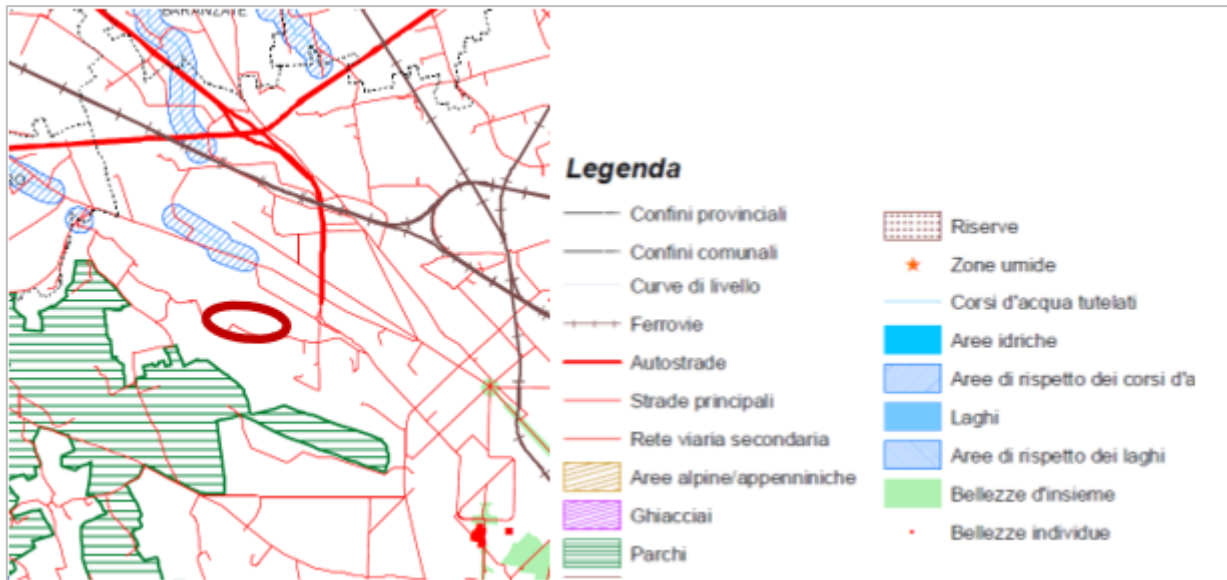 BARANZATE
RO
Legenda
Confini provinciali
Confini comunali
Curve di livello
Ferrovie
Autostrade
Strade principali
Rete viaria secondaria
Aree alpine/appenniniche
Ghiacciai
Parchi
Riserve
Zone umide
Corsi d'acqua tutelati
Aree idriche
Aree di rispetto dei corsi d'a
Laghi
Aree di rispetto dei laghi
Bellezze d'insieme
Bellezze individue